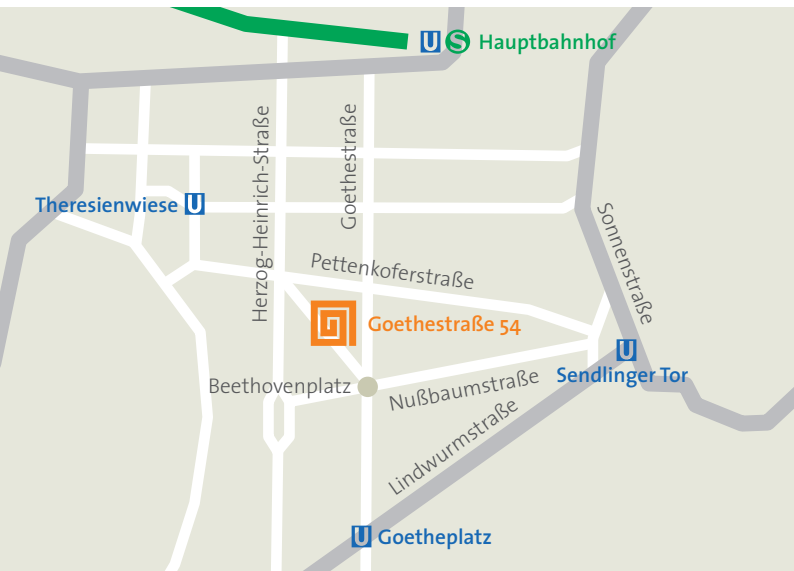 U S Hauptbahnhof
Herzog-Heinrich-Straße
Goethestraße
Theresienwiese U
Sonnenstraße
Pettenkoferstraße
Goethestraße 54
U
Sendlinger Tor
Beethovenplatz
Nußbaumstraße
Lindwurmstraße
U Goetheplatz